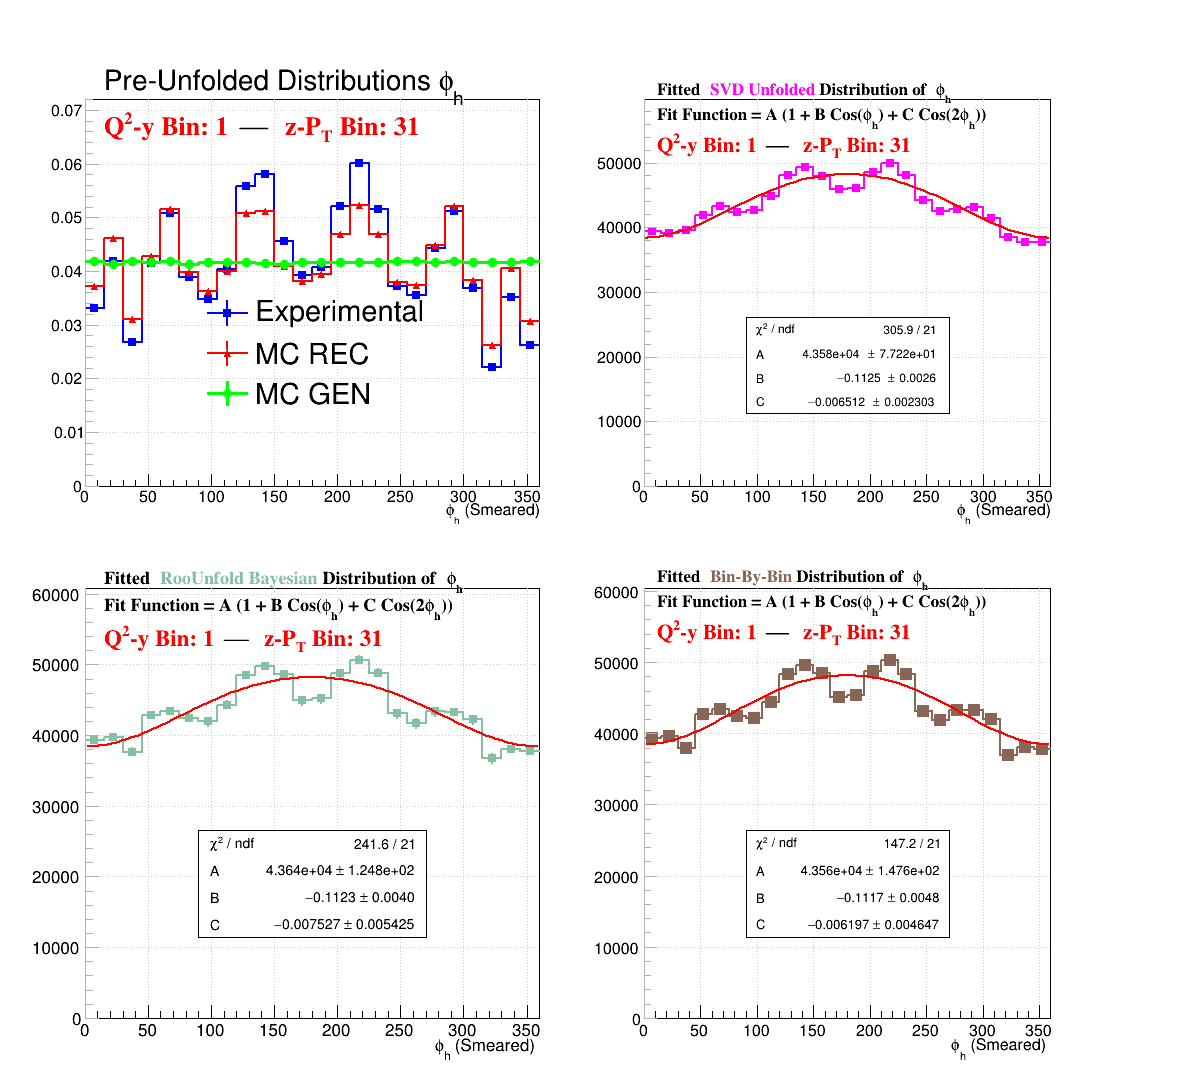 Pre-Unfolded Distributions ϕh
Q2-y Bin: 1 — z-PT Bin: 31
0.07
0.06
0.05
0.04
0.03
0.02
0.01
0
Experimental
MC REC
MC GEN
0 50 100 150 200 250 300 350
ϕh (Smeared)
Fitted SVD Unfolded Distribution of ϕh
Fit Function = A (1 + B Cos(ϕh) + C Cos(2ϕh))
Q2-y Bin: 1 — z-PT Bin: 31
50000
40000
30000
20000
10000
0
χ2 / ndf 305.9 / 21
A 4.358e+04 ± 7.722e+01
B −0.1125 ± 0.0026
C −0.006512 ± 0.002303
0 50 100 150 200 250 300 350
ϕh (Smeared)
Fitted RooUnfold Bayesian Distribution of ϕh
Fit Function = A (1 + B Cos(ϕh) + C Cos(2ϕh))
Q2-y Bin: 1 — z-PT Bin: 31
60000
50000
40000
30000
20000
10000
0
χ2 / ndf 241.6 / 21
A 4.364e+04 ± 1.248e+02
B −0.1123 ± 0.0040
C −0.007527 ± 0.005425
0 50 100 150 200 250 300 350
ϕh (Smeared)
Fitted Bin-By-Bin Distribution of ϕh
Fit Function = A (1 + B Cos(ϕh) + C Cos(2ϕh))
Q2-y Bin: 1 — z-PT Bin: 31
60000
50000
40000
30000
20000
10000
0
χ2 / ndf 147.2 / 21
A 4.356e+04 ± 1.476e+02
B −0.1117 ± 0.0048
C −0.006197 ± 0.004647
0 50 100 150 200 250 300 350
ϕh (Smeared)